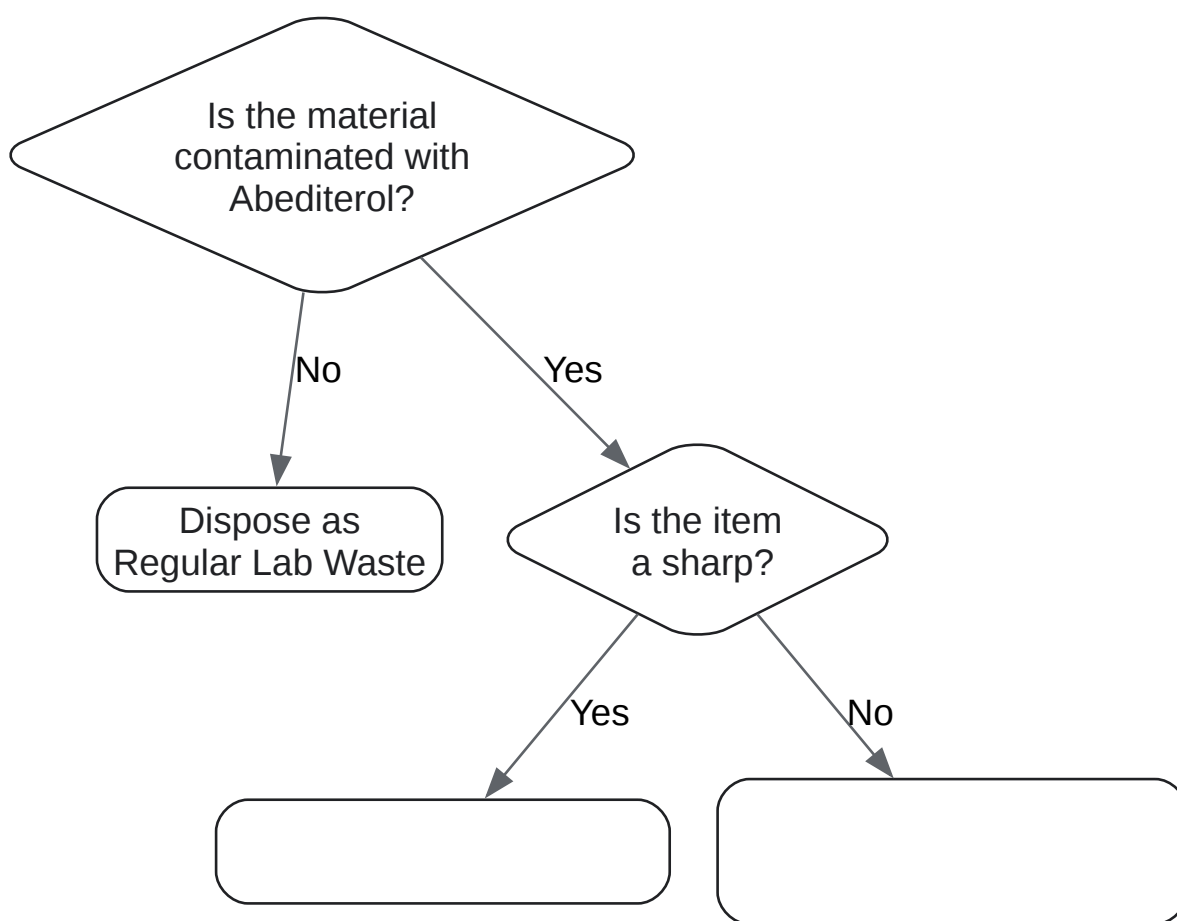 Is the material
contaminated with
Abediterol?
No
Yes
Dispose as
Regular Lab Waste
Is the item
a sharp?
Yes
No